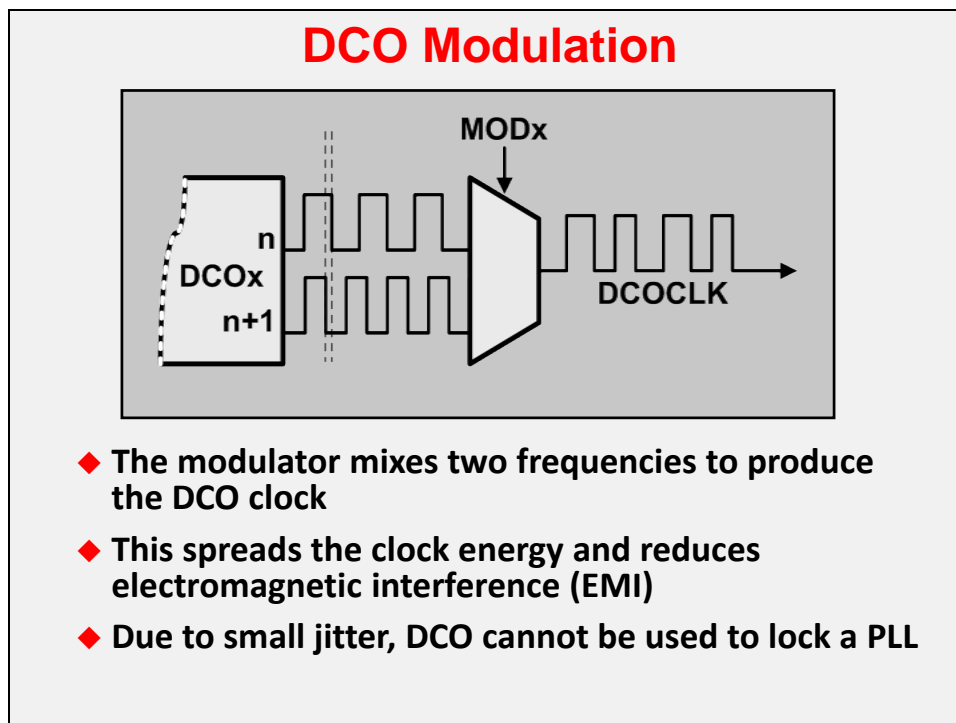 DCO Modulation
MODx
n
DCOx
n+1
DCOCLK
The modulator mixes two frequencies to produce
the DCO clock
This spreads the clock energy and reduces
electromagnetic interference (EMI)
Due to small jitter, DCO cannot be used to lock a PLL